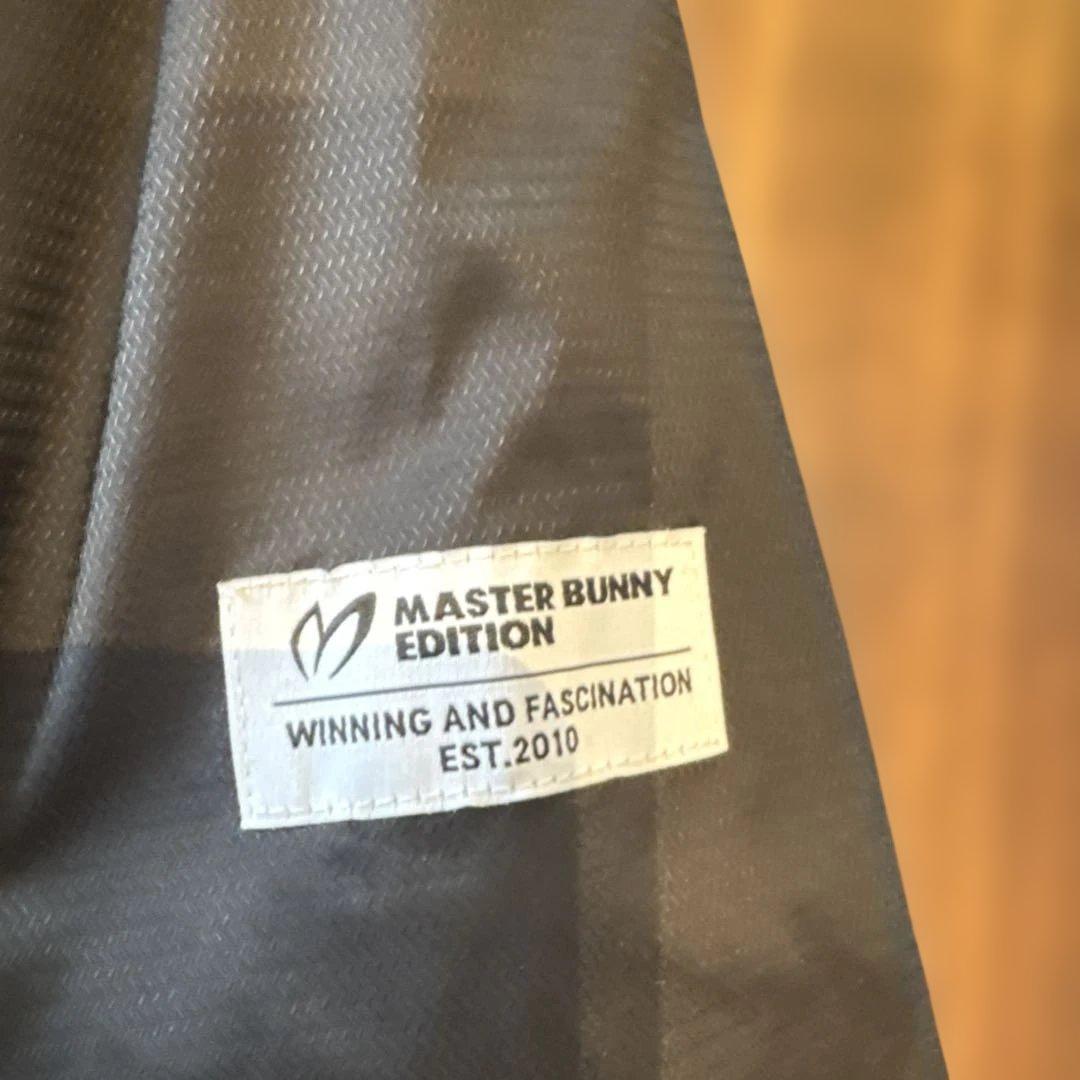 MASTER BUNNY
EDITION
WINNING AND FASCINATION
EST.2010